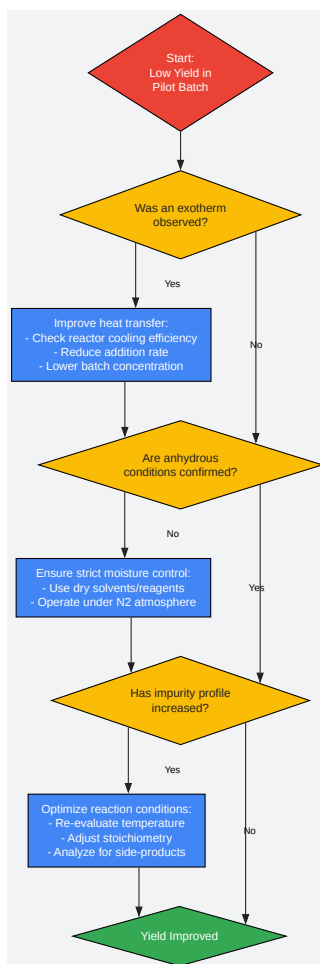 Start:
Low Yield in
Pilot Batch
Was an exotherm
observed?
Yes
Improve heat transfer:
- Check reactor cooling efficiency
- Reduce addition rate
- Lower batch concentration
No
Are anhydrous
conditions confirmed?
No
Ensure strict moisture control:
- Use dry solvents/reagents
- Operate under N2 atmosphere
Yes
Has impurity profile
increased?
Yes
Optimize reaction conditions:
- Re-evaluate temperature
- Adjust stoichiometry
- Analyze for side-products
No
Yield Improved